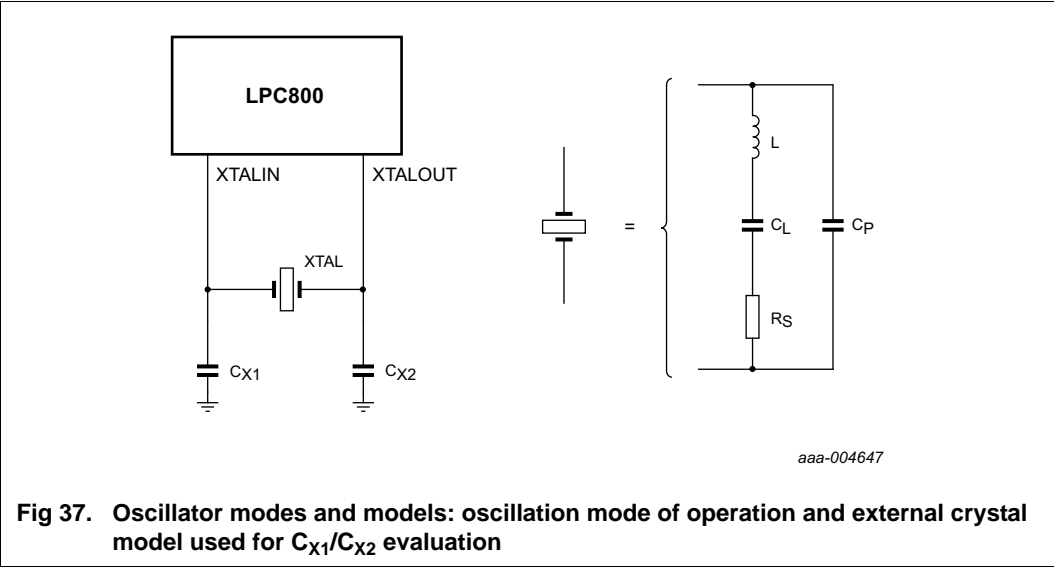 LPC800
XTALIN
XTALOUT
XTAL
CX1
CX2
=
L
CL
CP
RS
aaa-004647
Fig 37. Oscillator modes and models: oscillation mode of operation and external crystal
model used for CX1/CX2 evaluation